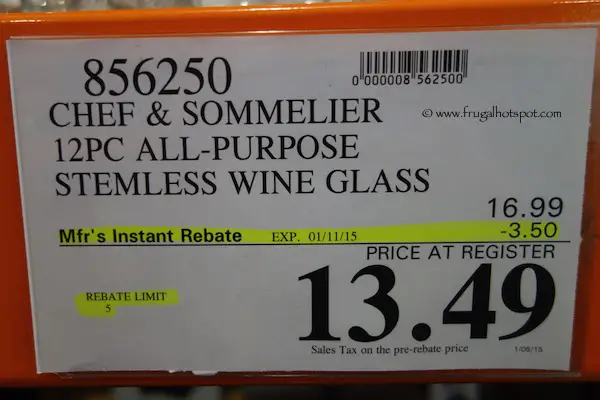 856250
0 000008 562500
CHEF & SOMMELIER
© www.frugalhotspot.com
12PC ALL-PURPOSE
STEMLESS WINE GLASS
16.99
Mfr's Instant Rebate EXP. 01/11/15 -3.50
PRICE AT REGISTER
13.49
REBATE LIMIT
5
Sales Tax on the pre-rebate price
1/08/15